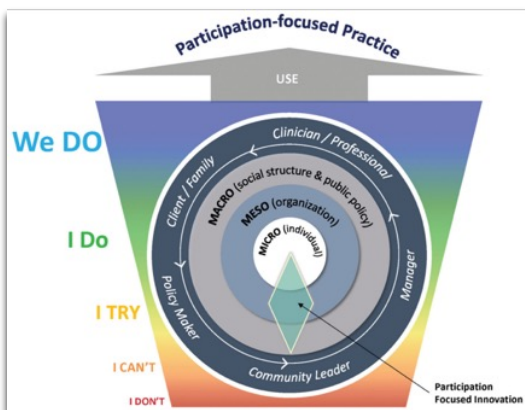 Participation-focused Practice
USE
We DO
I Do
I TRY
I CAN'T
I DON'T
Clinician / Professional
Client / Family
Manager
Policy Maker
Community Leader
MACRO (social structure & public policy)
MESO (organization)
MICRO (individual)
Participation
Focused Innovation